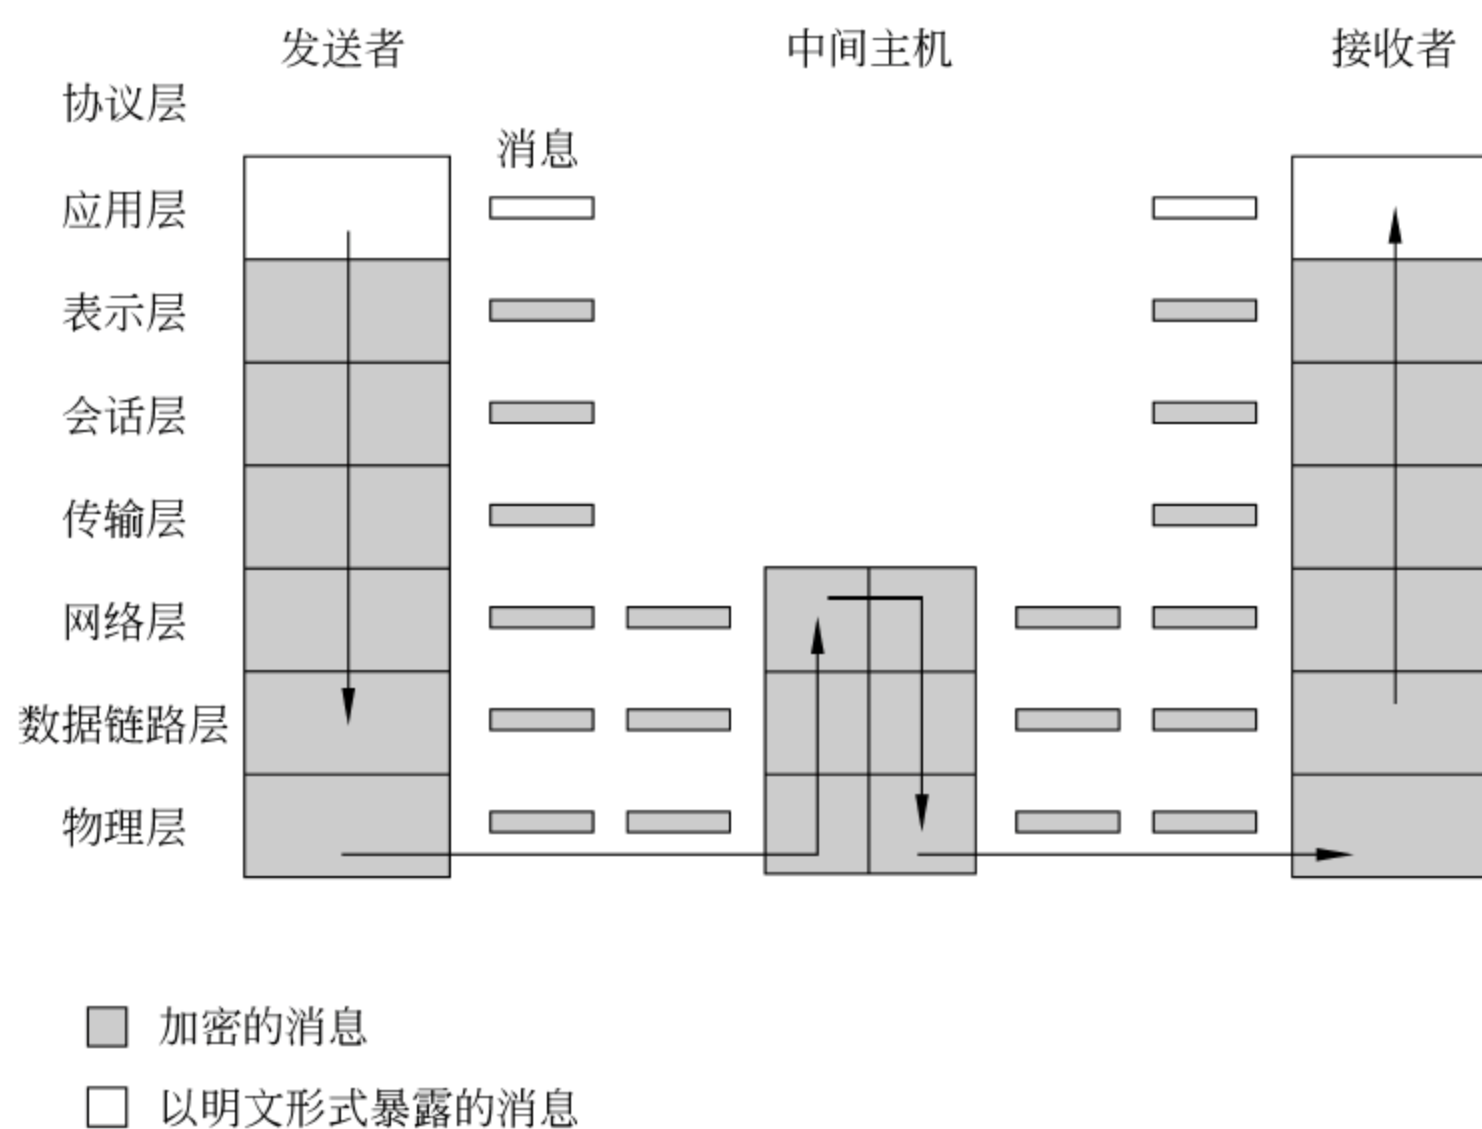 发送者
中间主机
接收者
协议层
消息
应用层
表示层
会话层
传输层
网络层
数据链路层
物理层
加密的消息
以明文形式暴露的消息